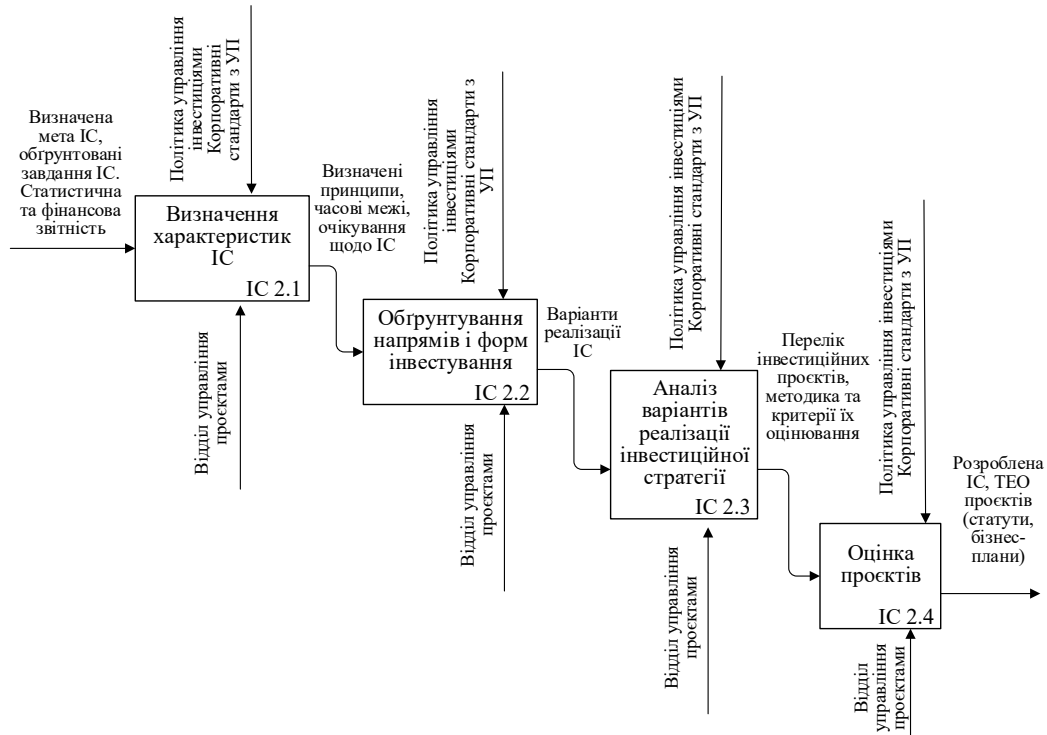 Визначена
мета ІС,
обґрунтовані
завдання ІС.
Статистична
та фінансова
звітність
Політика управління
інвестиціями
Корпоративні
стандарти з УП
Визначення
характеристик
ІС
ІС 2.1
Відділ управління
проєктами
Визначені
принципи,
часові межі,
очікування
щодо ІС
Політика управління
інвестиціями
Корпоративні стандарти з
УП
Обґрунтування
напрямів і форм
інвестування
ІС 2.2
Відділ управління
проєктами
Варіанти
реалізації
ІС
Політика управління інвестиціями
Корпоративні стандарти з УП
Аналіз
варіантів
реалізації
інвестиційної
стратегії
ІС 2.3
Відділ управління
проєктами
Перелік
інвестиційних
проєктів,
методика та
критерії їх
оцінювання
Політика управління інвестиціями
Корпоративні стандарти з УП
Оцінка
проєктів
ІС 2.4
Відділ
управління
проєктами
Розроблена
ІС, ТЕО
проєктів
(статути,
бізнес-
плани)